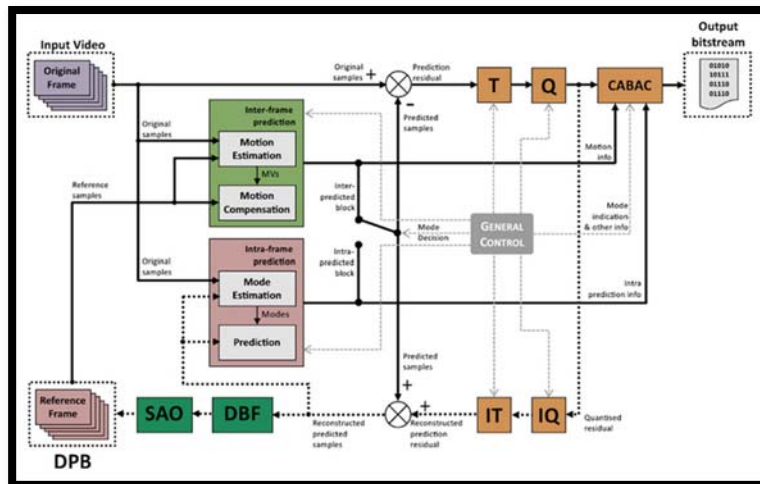 Input Video
Original
Frame
Original
samples
+
Prediction
residual
T
Q
CABAC
Output
bitstream
01010
10111
01110
01110
−
Predicted
samples
Inter-frame
prediction
Original
samples
Motion
Estimation
MVs
Motion
Compensation
Reference
samples
Motion
info
Inter-
predicted
block
Mode
Decision
GENERAL
CONTROL
Mode
indication
& other info
Intra-
predicted
block
Intra-frame
prediction
Original
samples
Mode
Estimation
Modes
Prediction
Intra
prediction info
Predicted
samples
+
+
Reference
Frame
DPB
SAO
DBF
Reconstructed
predicted
samples
Reconstructed
prediction
residual
IT
IQ
Quantised
residual